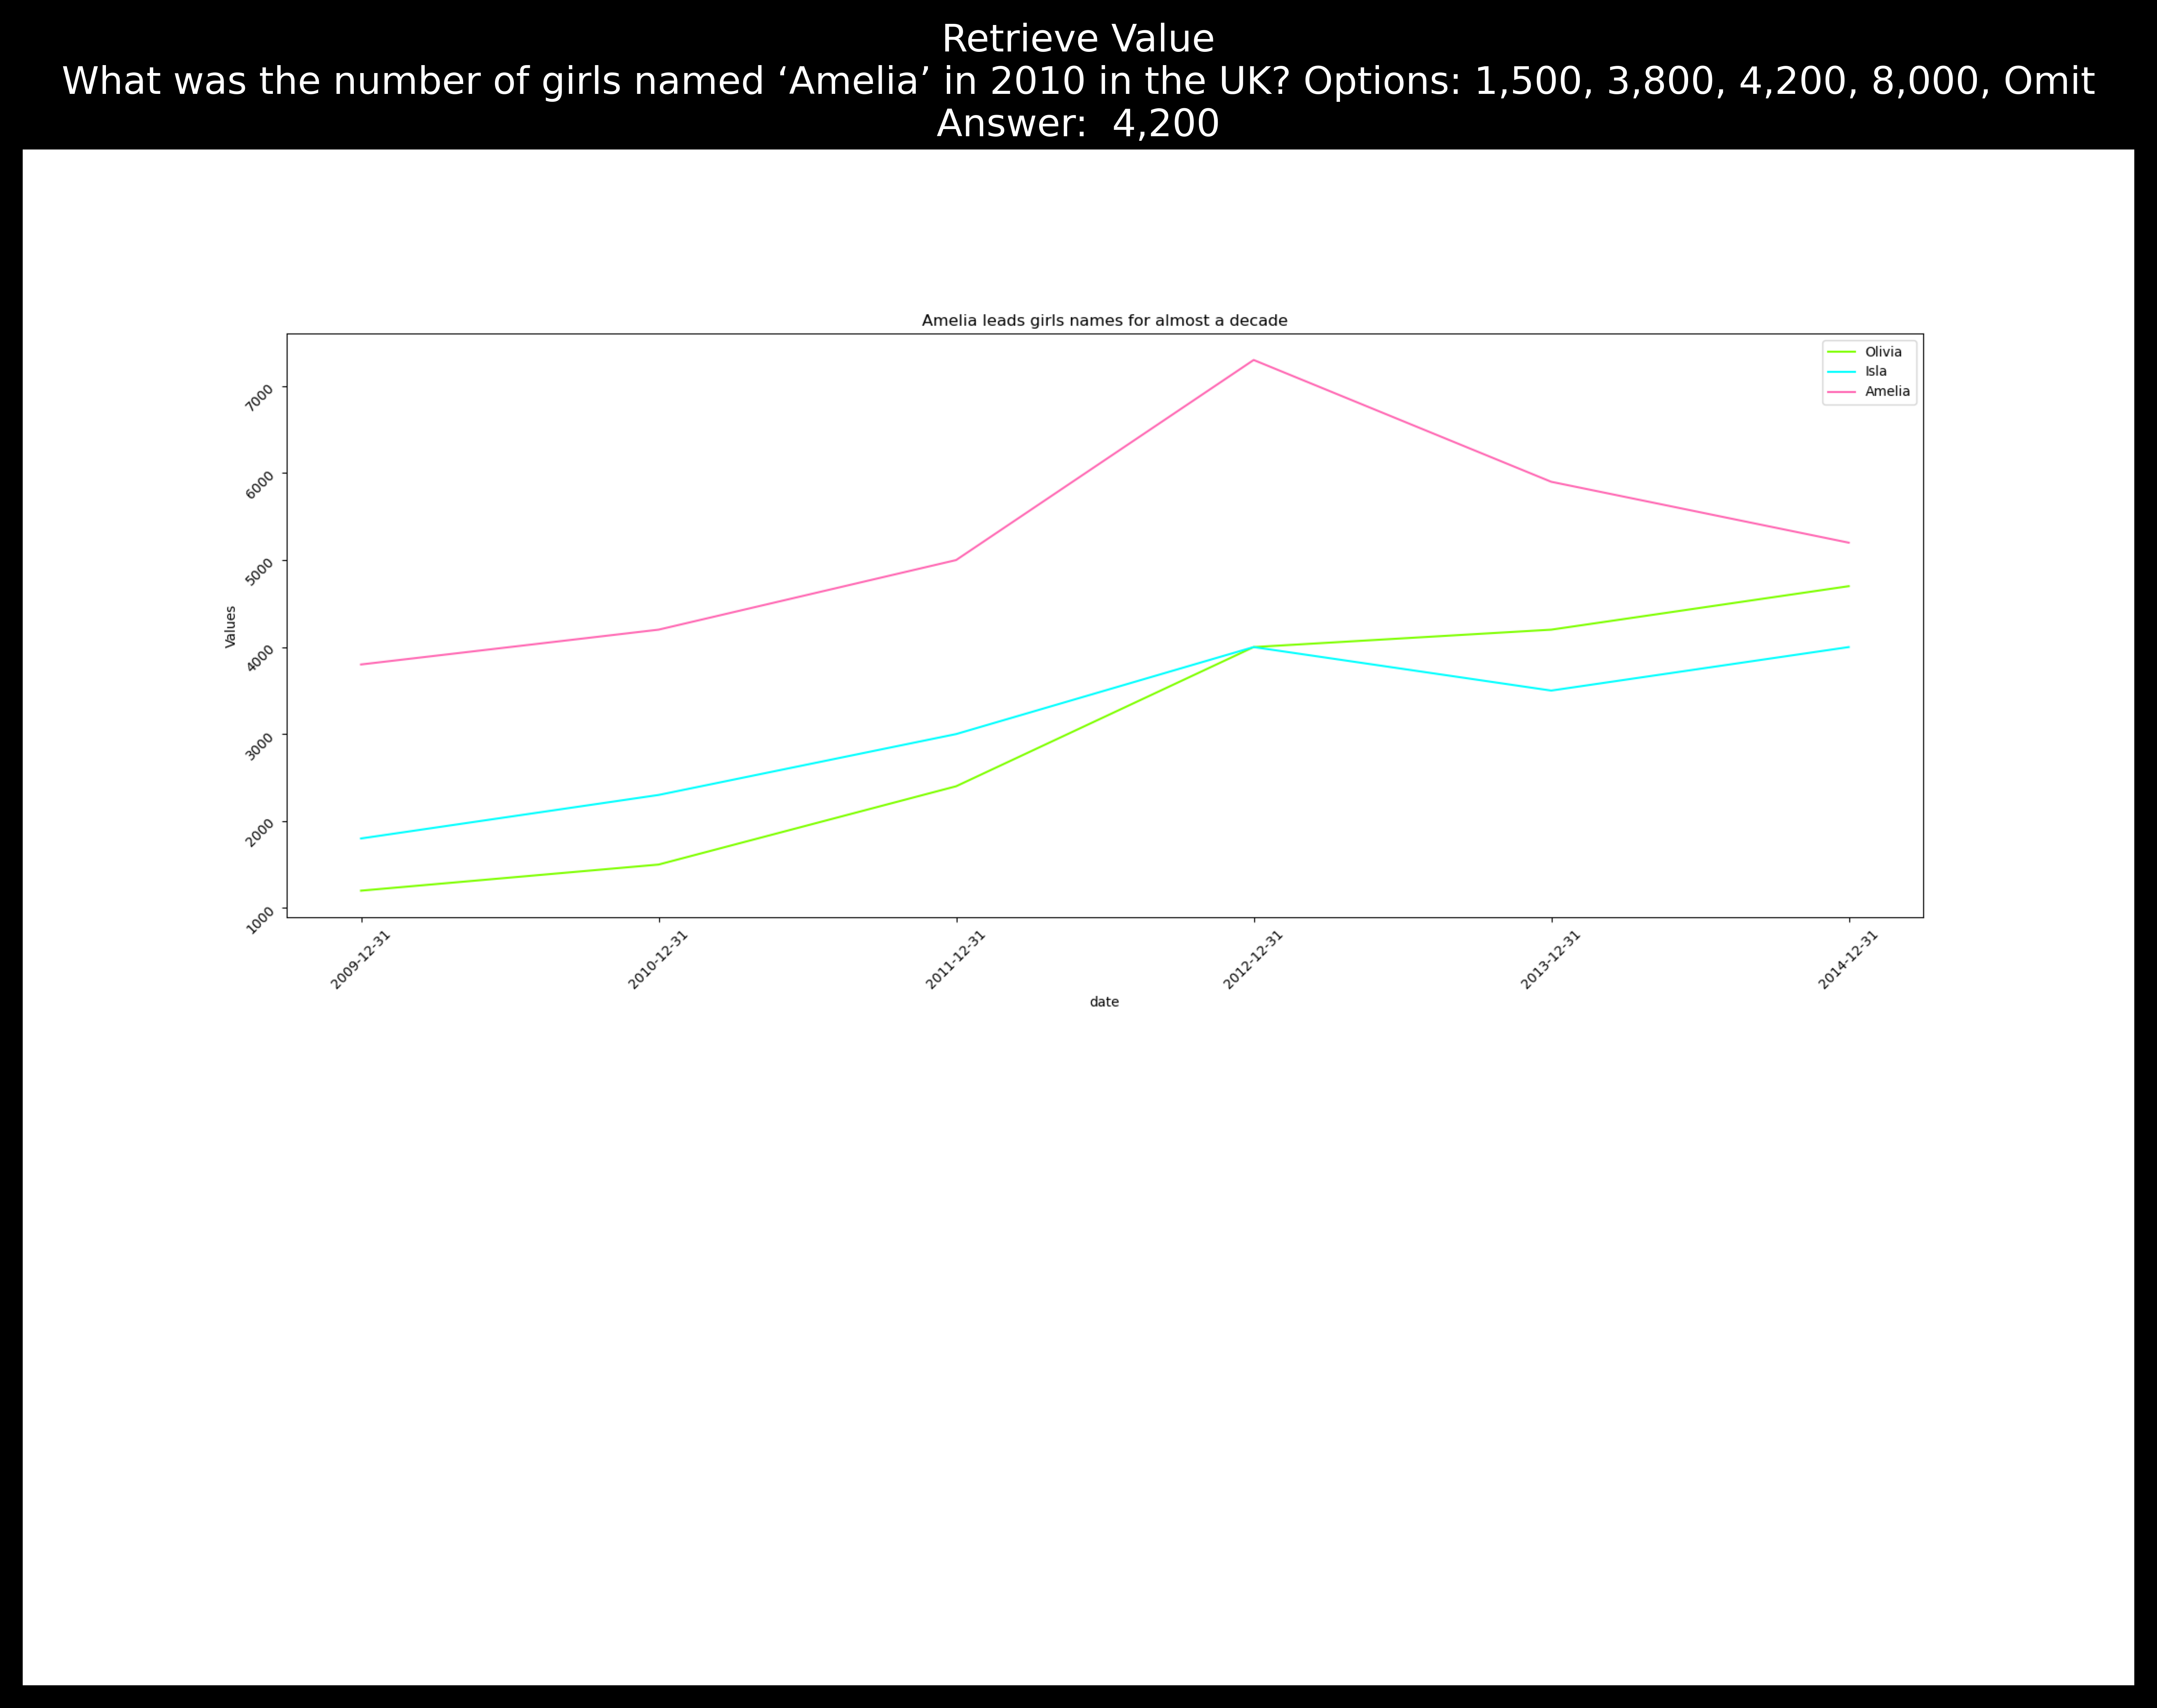 Retrieve Value
What was the number of girls named ‘Amelia’ in 2010 in the UK? Options: 1,500, 3,800, 4,200, 8,000, Omit
Answer:  4,200
Amelia leads girls names for almost a decade
Olivia
Isla
Amelia
7000
6000
5000
4000
3000
2000
1000
Values
2009-12-31
2010-12-31
2011-12-31
2012-12-31
2013-12-31
2014-12-31
date